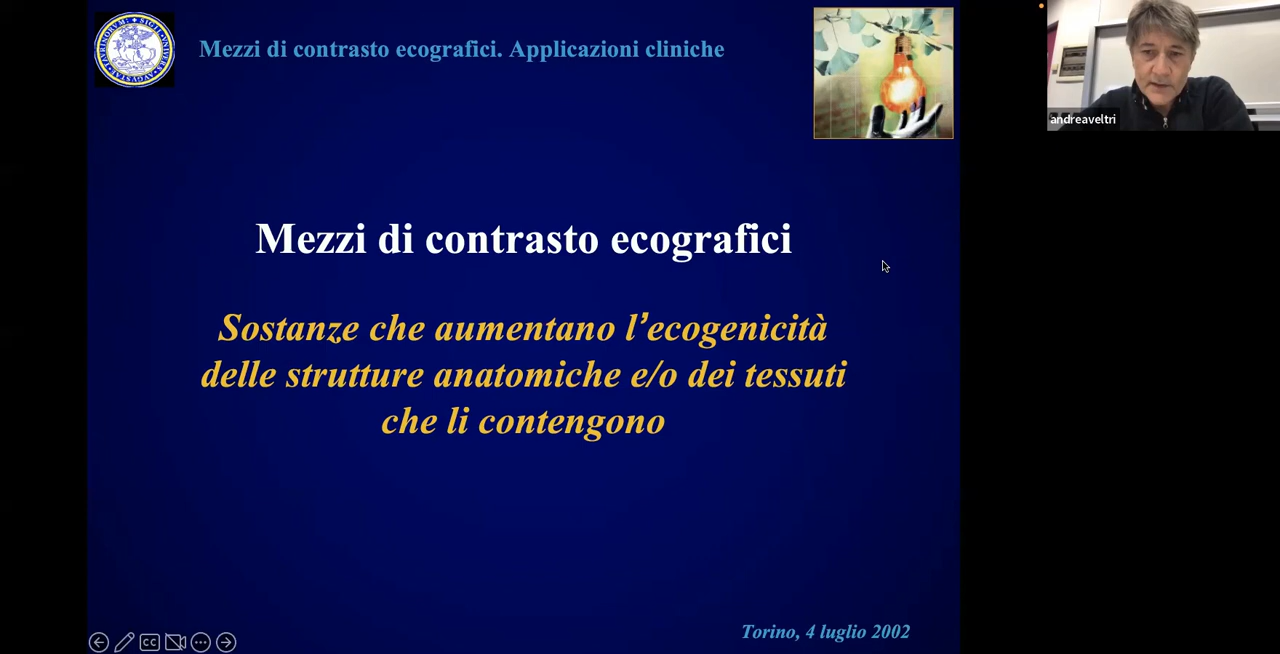 Mezzi di contrasto ecografici. Applicazioni cliniche
andreaveltri
Mezzi di contrasto ecografici
Sostanze che aumentano l’ecogenicità
delle strutture anatomiche e/o dei tessuti
che li contengono
Torino, 4 luglio 2002
CC